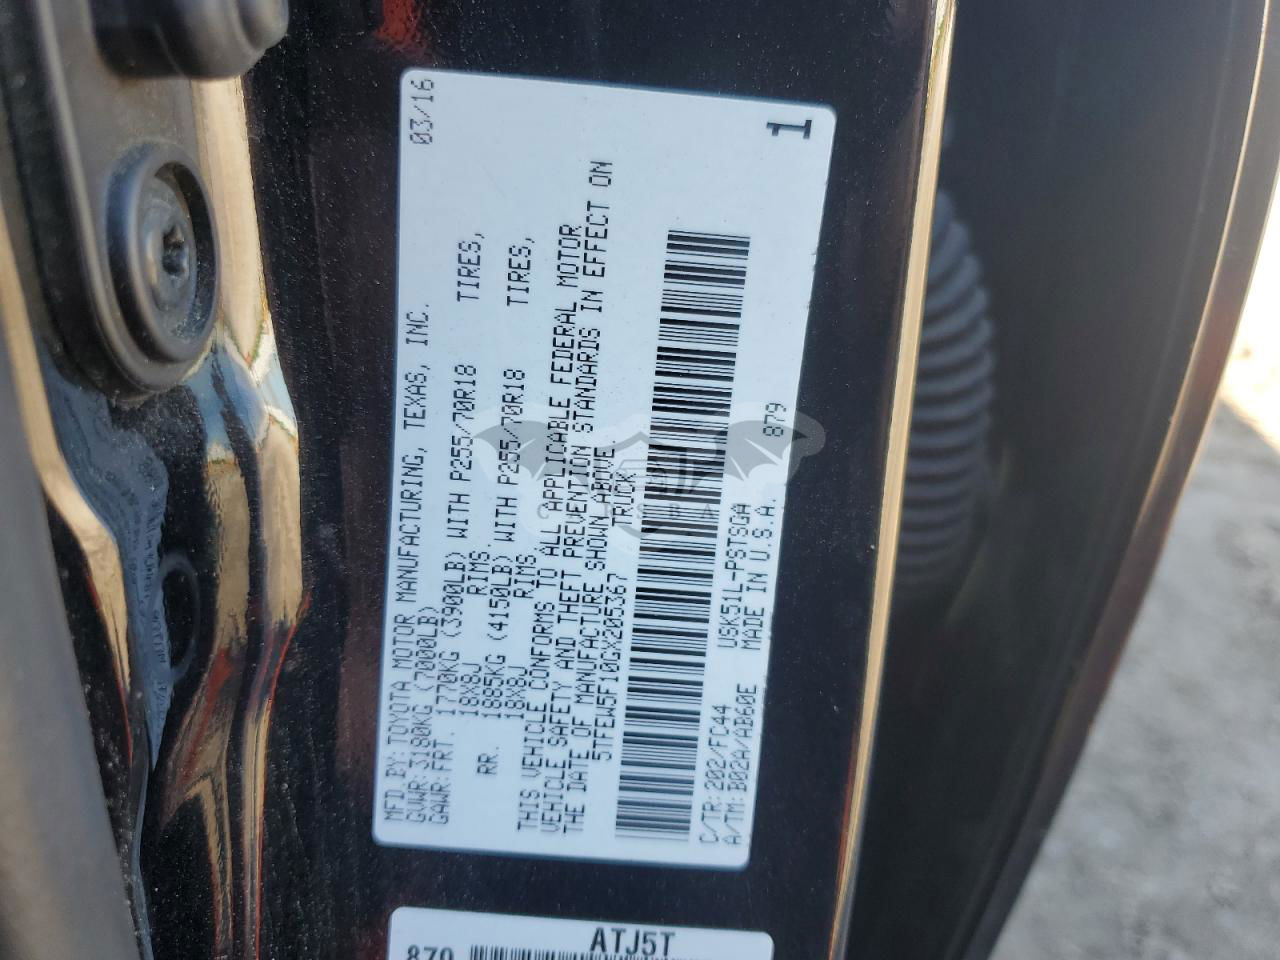 MFD.BY:TOYOTA MOTOR MANUFACTURING, TEXAS, INC. 03/16
GVWR:3180KG (7000LB)
GAWR:FRT. 1770KG (3900LB) WITH P255/70R18 TIRES,
18X8J RIMS,
RR. 1885KG (4150LB) WITH P255/70R18 TIRES,
18X8J RIMS,
THIS VEHICLE CONFORMS TO ALL APPLICABLE FEDERAL MOTOR
VEHICLE SAFETY AND THEFT PREVENTION STANDARDS IN EFFECT ON
THE DATE OF MANUFACTURE SHOWN ABOVE.
5TFEW5F10GX205367 TRUCK
C/TR:202/FC44 USK51L-PSTSGA 879
A/TM:B02A/AB60E MADE IN U.S.A.
1
ATJ5T
879
CARSBAT